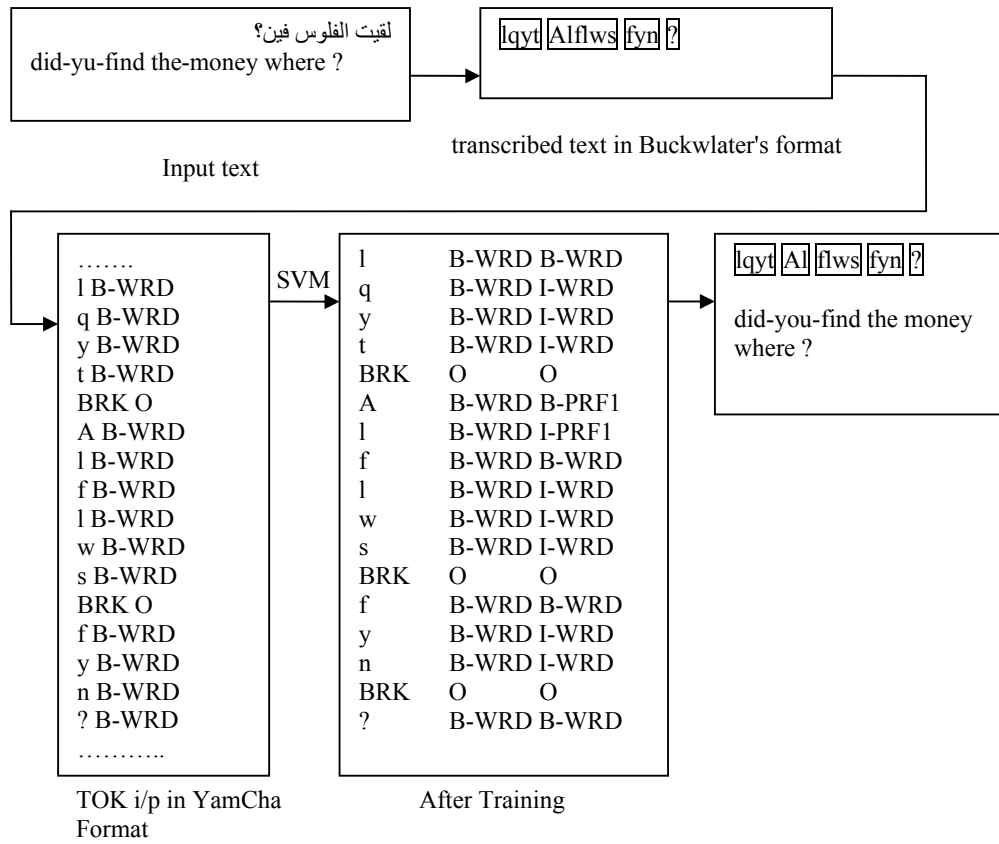 لقيت الفلوس فين؟
did-yu-find the-money where ?
Input text
lqyt Alflws fyn ?
transcribed text in Buckwlater's format
…….
l B-WRD
q B-WRD
y B-WRD
t B-WRD
BRK O
A B-WRD
l B-WRD
f B-WRD
l B-WRD
w B-WRD
s B-WRD
BRK O
f B-WRD
y B-WRD
n B-WRD
? B-WRD
………..
TOK i/p in YamCha
Format
SVM
l B-WRD B-WRD
q B-WRD I-WRD
y B-WRD I-WRD
t B-WRD I-WRD
BRK O O
A B-WRD B-PRF1
l B-WRD I-PRF1
f B-WRD B-WRD
l B-WRD I-WRD
w B-WRD I-WRD
s B-WRD I-WRD
BRK O O
f B-WRD B-WRD
y B-WRD I-WRD
n B-WRD I-WRD
BRK O O
? B-WRD B-WRD
After Training
lqyt Al flws fyn ?
did-you-find the money
where ?